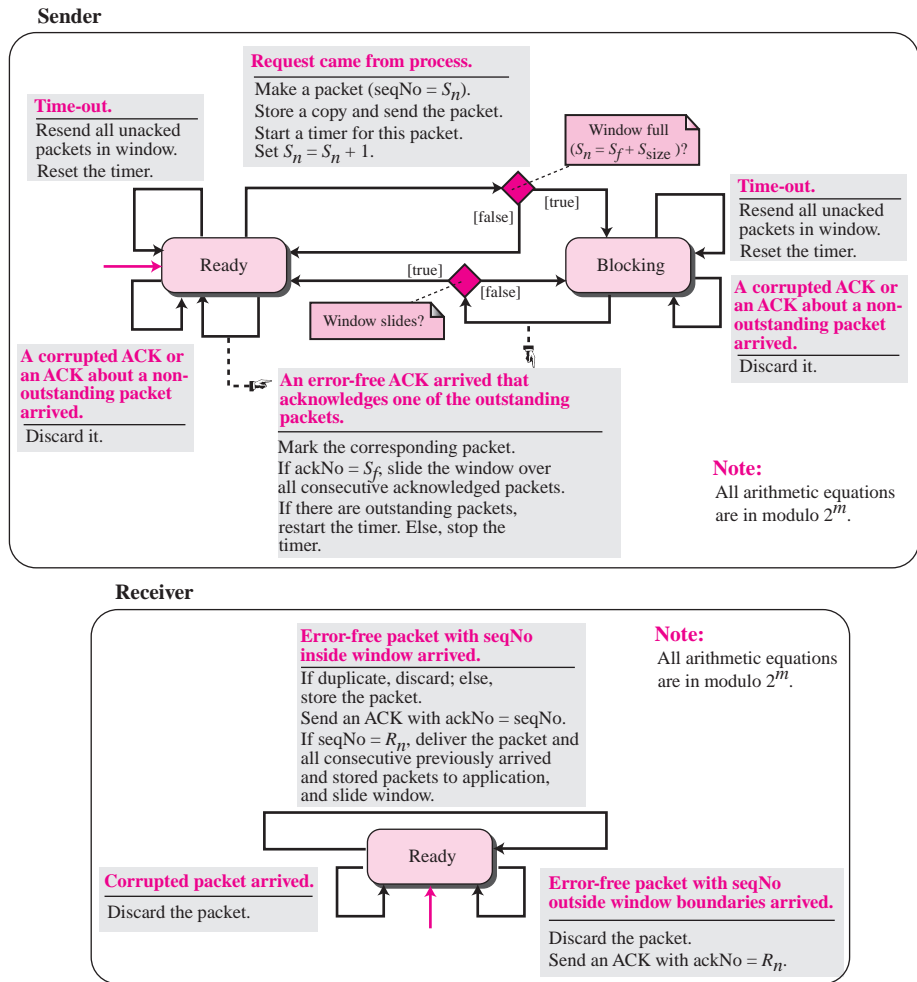 Sender
Request came from process.
Make a packet (seqNo = Sₙ).
Store a copy and send the packet.
Start a timer for this packet.
Set Sₙ = Sₙ + 1.
Time-out.
Resend all unacked
packets in window.
Reset the timer.
Window full
(Sₙ = S_f + S_size)?
[false]
[true]
Time-out.
Resend all unacked
packets in window.
Reset the timer.
Ready
Blocking
[true]
[false]
Window slides?
A corrupted ACK or
an ACK about a non-
outstanding packet
arrived.
Discard it.
A corrupted ACK or
an ACK about a non-
outstanding packet
arrived.
Discard it.
An error-free ACK arrived that
acknowledges one of the outstanding
packets.
Mark the corresponding packet.
If ackNo = S_f, slide the window over
all consecutive acknowledged packets.
If there are outstanding packets,
restart the timer. Else, stop the
timer.
Note:
All arithmetic equations
are in modulo 2ᵐ.
Receiver
Error-free packet with seqNo
inside window arrived.
If duplicate, discard; else,
store the packet.
Send an ACK with ackNo = seqNo.
If seqNo = Rₙ, deliver the packet and
all consecutive previously arrived
and stored packets to application,
and slide window.
Note:
All arithmetic equations
are in modulo 2ᵐ.
Ready
Corrupted packet arrived.
Discard the packet.
Error-free packet with seqNo
outside window boundaries arrived.
Discard the packet.
Send an ACK with ackNo = Rₙ.